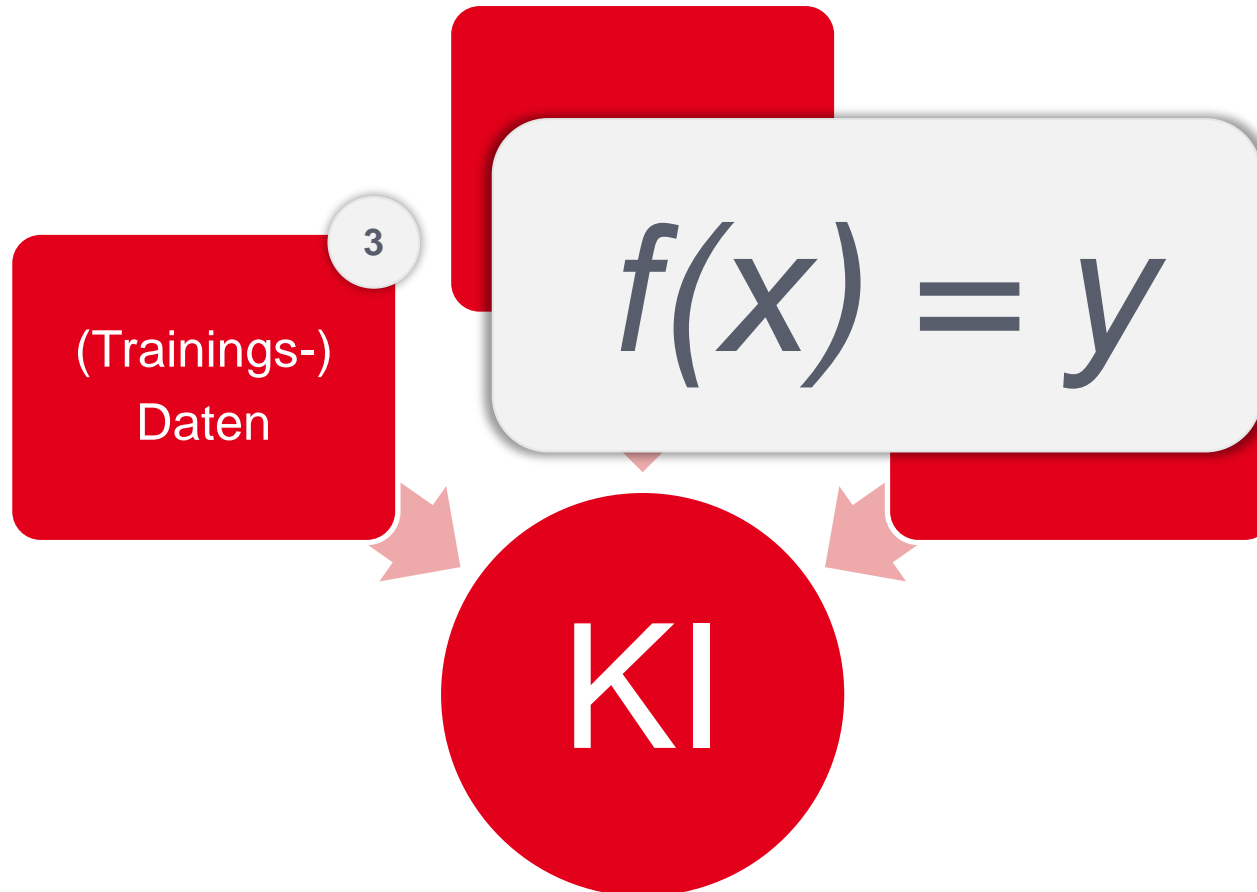 f(x) = y
3
(Trainings-)
Daten
KI